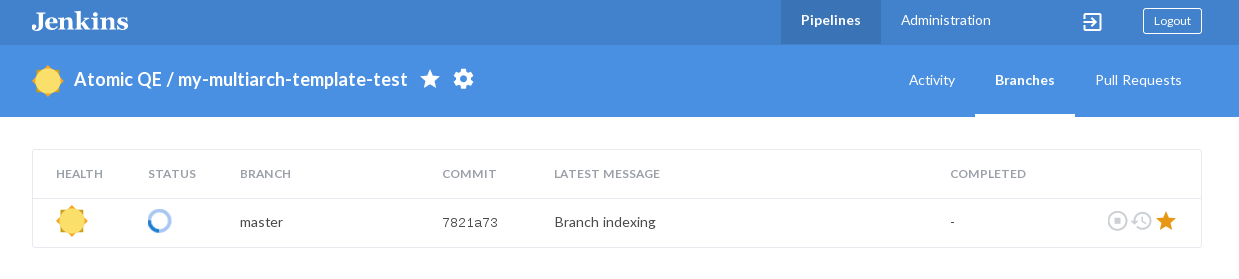 Jenkins Pipelines Administration Logout
Atomic QE / my-multiarch-template-test Activity Branches Pull Requests
HEALTH STATUS BRANCH COMMIT LATEST MESSAGE COMPLETED
master 7821a73 Branch indexing -